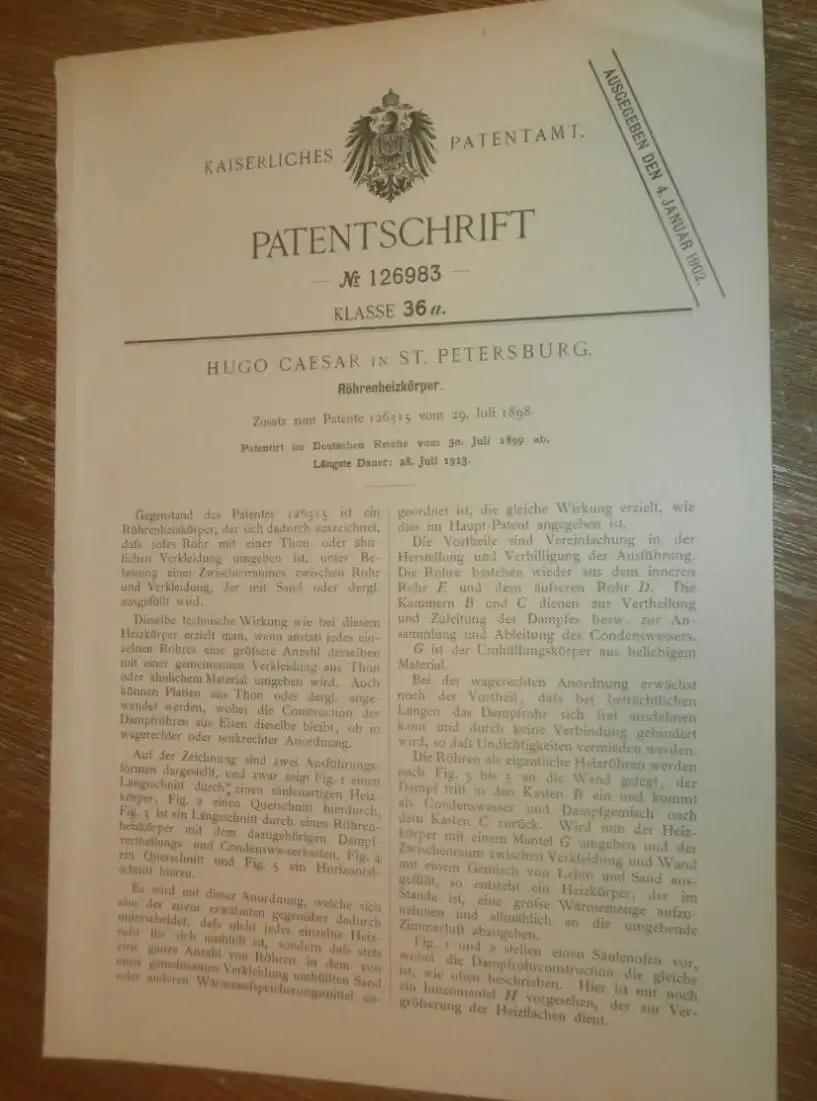 KAISERLICHES PATENTAMT.
AUSGEGEBEN DEN 4. JANUAR 1902.
PATENTSCHRIFT
— № 126983 —
KLASSE 36 a.
HUGO CAESAR IN ST. PETERSBURG.
Röhrenheizkörper.
Zusatz zum Patente 126315 vom 29. Juli 1898.
Patentirt im Deutschen Reiche vom 30. Juli 1899 ab.
Längste Dauer: 28. Juli 1913.
Gegenstand des Patentes 126315 ist ein
Röhrenheizkörper, der sich dadurch auszeichnet,
daß jedes Rohr mit einer Thon- oder ähn-
lichen Verkleidung umgeben ist, unter Be-
lassung eines Zwischenraumes zwischen Rohr
und Verkleidung, der mit Sand oder dergl.
ausgefüllt wird.
Dieselbe technische Wirkung wie bei diesem
Heizkörper erzielt man, wenn anstatt jedes ein-
zelnen Rohres eine größere Anzahl derselben
mit einer gemeinsamen Verkleidung aus Thon
oder ähnlichem Material umgeben wird. Auch
können Platten aus Thon oder dergl. ange-
wendet werden, wobei die Construction der
Dampfröhren aus Eisen dieselbe bleibt, ob in
wagerechter oder senkrechter Anordnung.
Auf der Zeichnung sind zwei Ausführungs-
formen dargestellt, und zwar zeigt Fig. 1 einen
Längsschnitt durch einen säulenartigen Heiz-
körper, Fig. 2 einen Querschnitt hierdurch,
Fig. 3 ist ein Längsschnitt durch einen Röhren-
heizkörper mit dem dazugehörigen Dampf-
vertheilungs- und Condenswasserkasten, Fig. 4
ein Querschnitt und Fig. 5 ein Horizontal-
schnitt hierzu.
Es wird mit dieser Anordnung, welche sich
also der zuvor erwähnten gegenüber dadurch
unterscheidet, daß nicht jedes einzelne Heiz-
rohr für sich umhüllt ist, sondern daß stets
eine ganze Anzahl von Röhren in dem von
einer gemeinsamen Verkleidung umhüllten Sand
oder anderen Wärmeaufspeicherungsmittel an-
geordnet ist, die gleiche Wirkung erzielt, wie
dies im Haupt-Patent angegeben ist.
Die Vortheile sind Vereinfachung in der
Herstellung und Verbilligung der Ausführung.
Die Rohre bestehen wieder aus dem inneren
Rohr E und dem äußeren Rohr D. Die
Kammern B und C dienen zur Vertheilung
und Zuleitung des Dampfes bezw. zur An-
sammlung und Ableitung des Condenswassers.
G ist der Umhüllungskörper aus beliebigem
Material.
Bei der wagerechten Anordnung erwächst
noch der Vortheil, daß bei beträchtlichen
Längen das Dampfrohr sich frei ausdehnen
kann und durch keine Verbindung gehindert
wird, so daß Undichtigkeiten vermieden werden.
Die Röhren als eigentliche Heizröhren werden
nach Fig. 3 bis 5 an die Wand gelegt, der
Dampf tritt in den Kasten B ein und kommt
als Condenswasser und Dampfgemisch nach
dem Kasten C zurück. Wird nun der Heiz-
körper mit einem Mantel G umgeben und der
Zwischenraum zwischen Verkleidung und Wand
mit einem Gemisch von Lehm und Sand aus-
gefüllt, so entsteht ein Heizkörper, der im
Stande ist, eine große Wärmemenge aufzu-
nehmen und allmählich an die umgebende
Zimmerluft abzugeben.
Fig. 1 und 2 stellen einen Säulenofen vor,
wobei die Dampfrohrconstruction die gleiche
ist, wie oben beschrieben. Hier ist nur noch
ein Innenmantel H vorgesehen, der zur Ver-
größerung der Heizflächen dient.